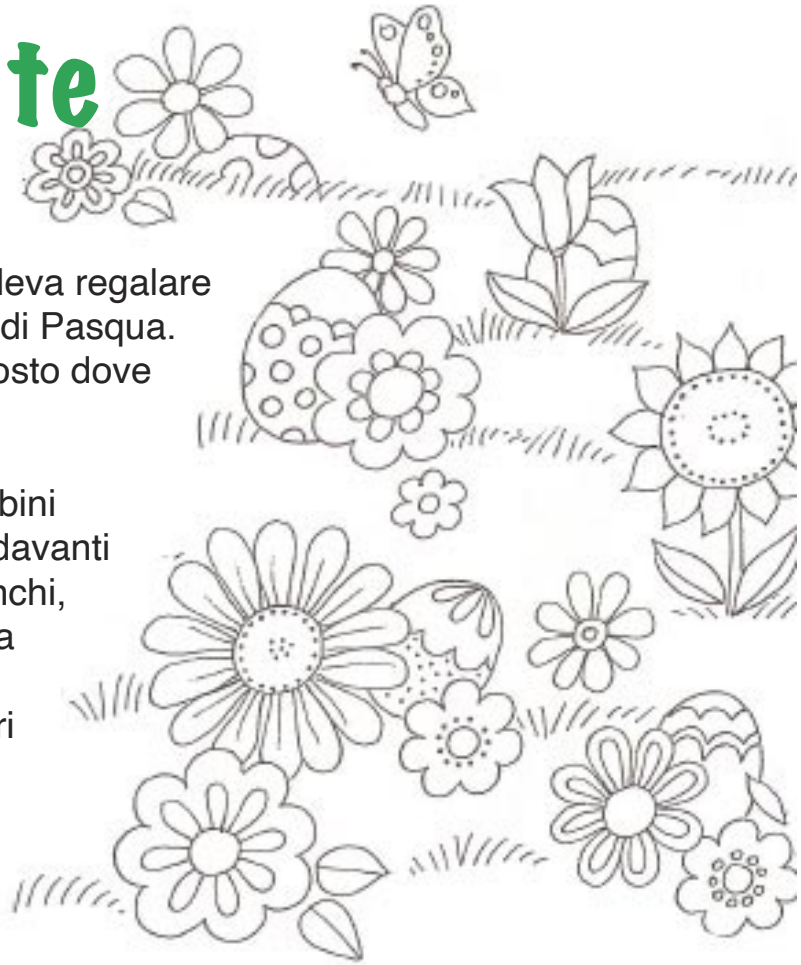 te
leva regalare
di Pasqua.
osto dove
bini
davanti
nchi,
a
ri